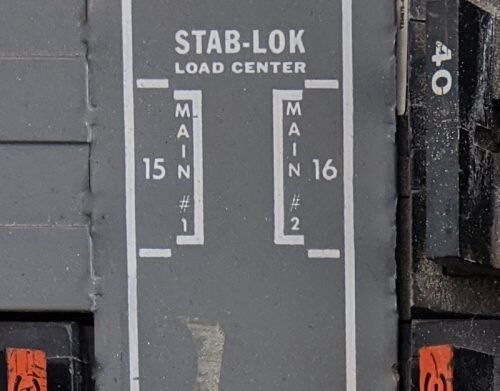 STAB-LOK
LOAD CENTER
15
MAIN #1
MAIN #2
16
40